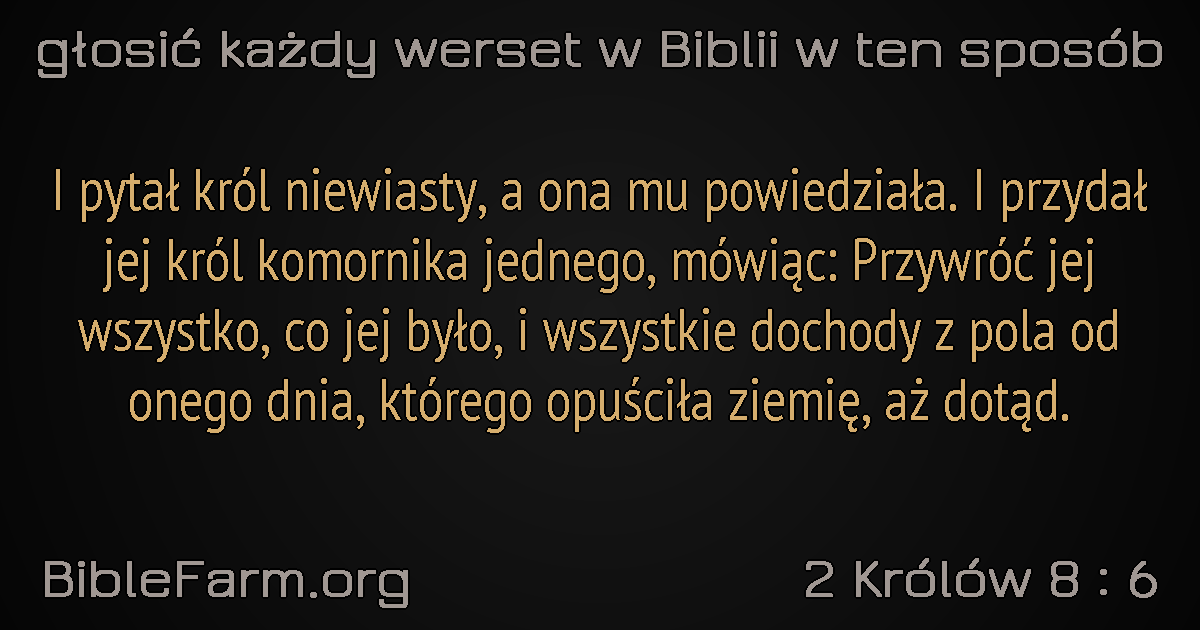 głosić każdy werset w Biblii w ten sposób
I pytał król niewiasty, a ona mu powiedziała. I przydał
jej król komornika jednego, mówiąc: Przywróć jej
wszystko, co jej było, i wszystkie dochody z pola od
onego dnia, którego opuściła ziemię, aż dotąd.
BibleFarm.org
2 Królów 8 : 6